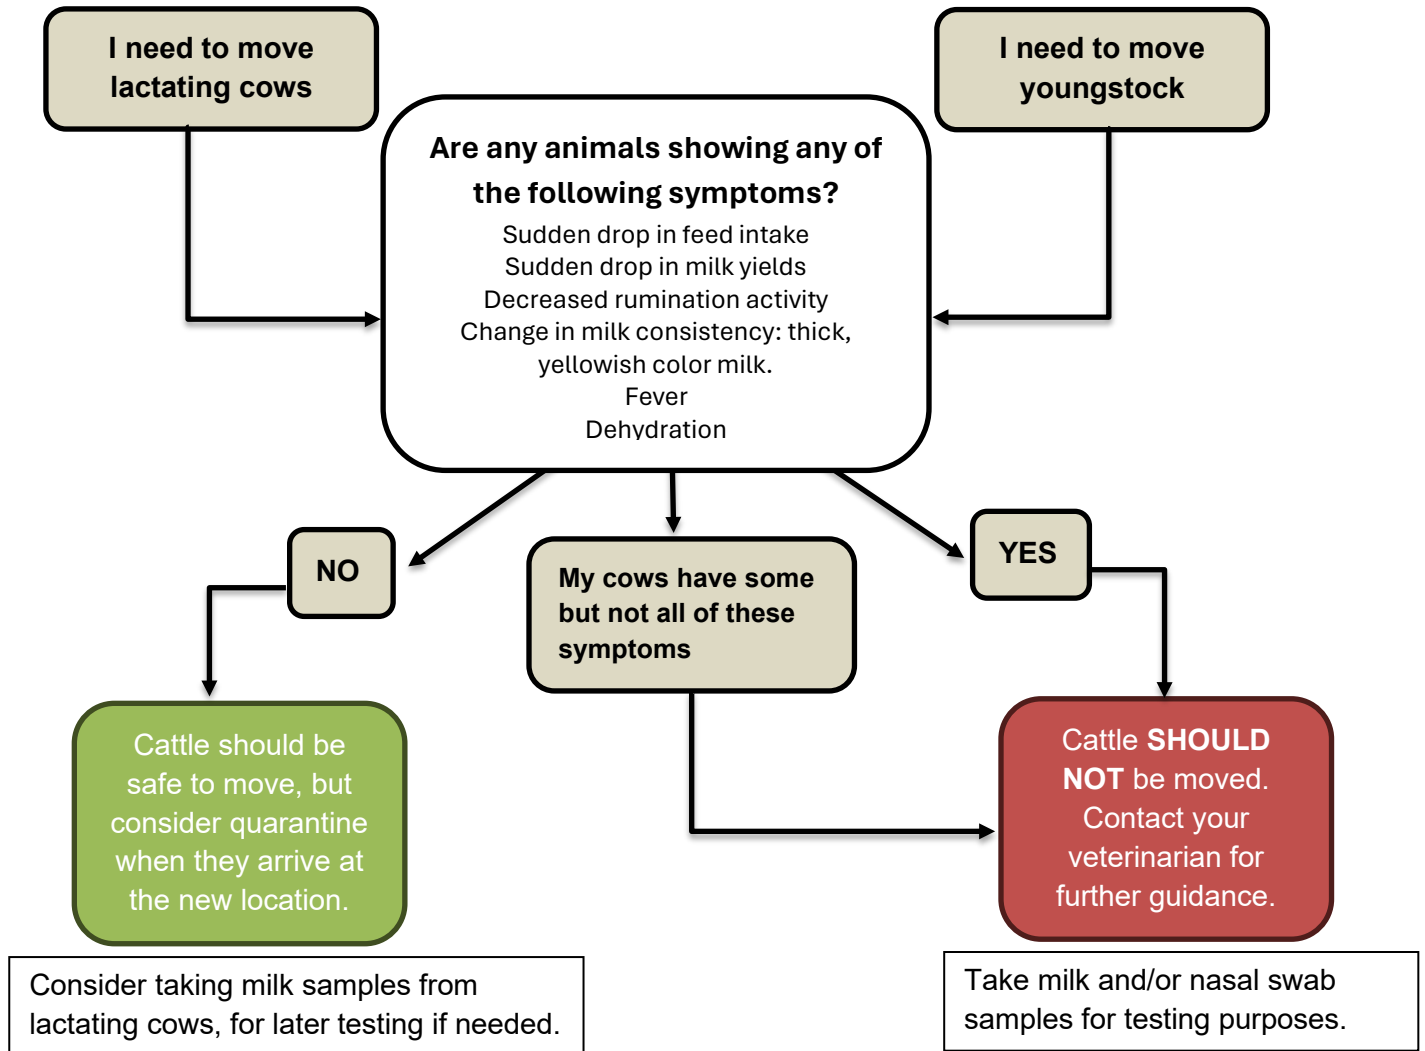 I need to move
lactating cows
I need to move
youngstock
Are any animals showing any of
the following symptoms?
Sudden drop in feed intake
Sudden drop in milk yields
Decreased rumination activity
Change in milk consistency: thick,
yellowish color milk.
Fever
Dehydration
NO
My cows have some
but not all of these
symptoms
YES
Cattle should be
safe to move, but
consider quarantine
when they arrive at
the new location.
Cattle SHOULD
NOT be moved.
Contact your
veterinarian for
further guidance.
Consider taking milk samples from
lactating cows, for later testing if needed.
Take milk and/or nasal swab
samples for testing purposes.